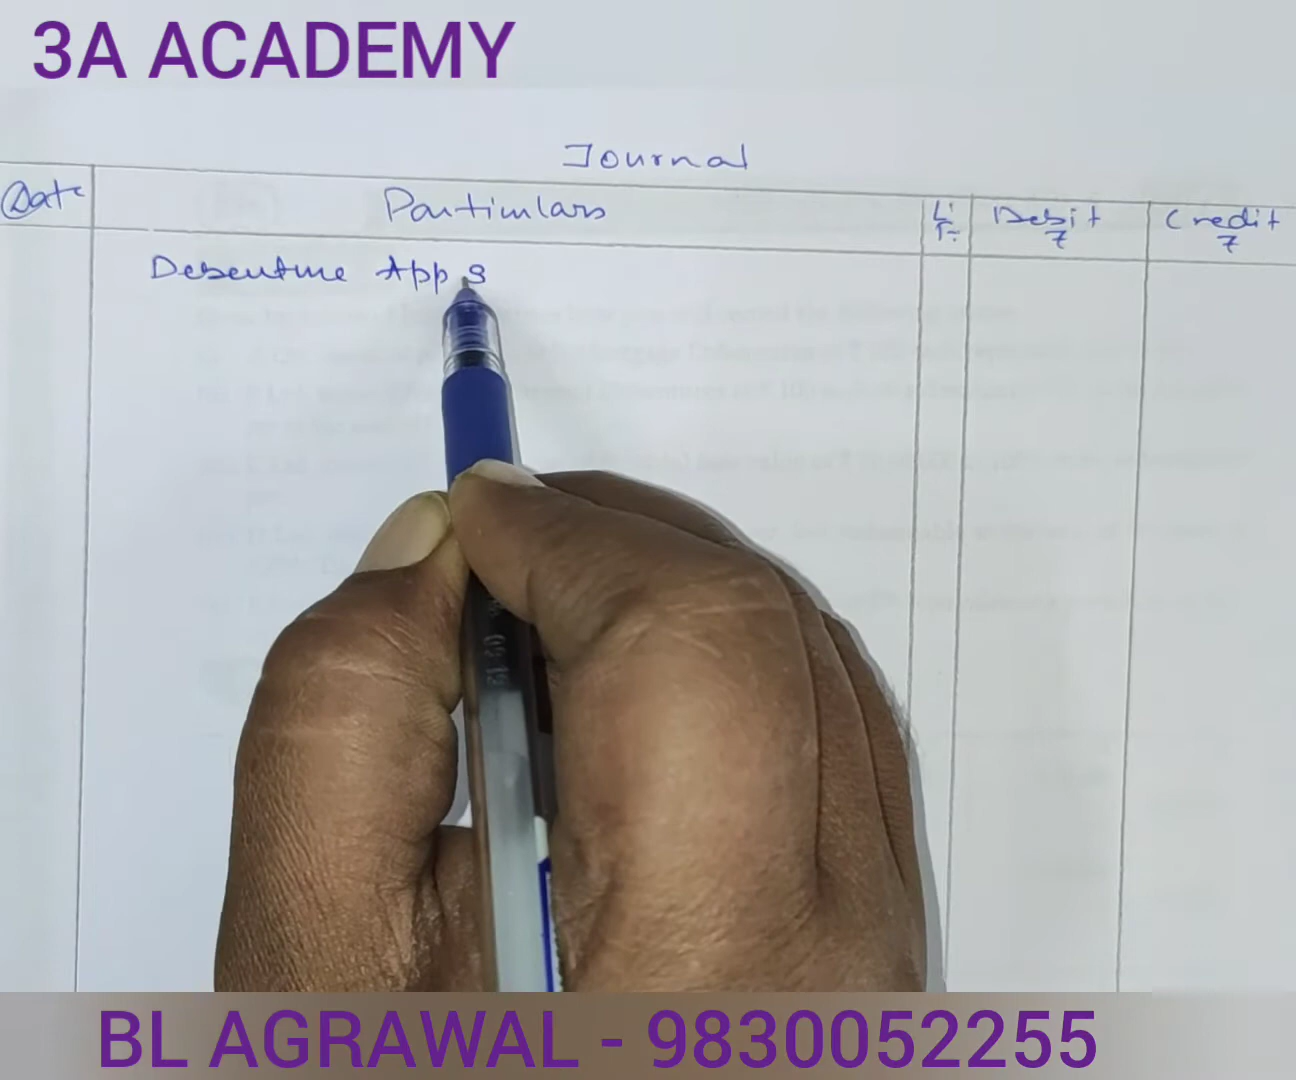 3A ACADEMY
Journal
Date Particulars L.F. Debit ₹ Credit ₹
Debenture App s
BL AGRAWAL - 9830052255